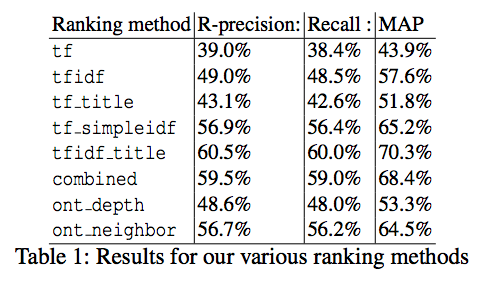 Ranking method R-precision: Recall : MAP
tf 39.0% 38.4% 43.9%
tfidf 49.0% 48.5% 57.6%
tf_title 43.1% 42.6% 51.8%
tf_simpleidf 56.9% 56.4% 65.2%
tfidf_title 60.5% 60.0% 70.3%
combined 59.5% 59.0% 68.4%
ont_depth 48.6% 48.0% 53.3%
ont_neighbor 56.7% 56.2% 64.5%
Table 1: Results for our various ranking methods